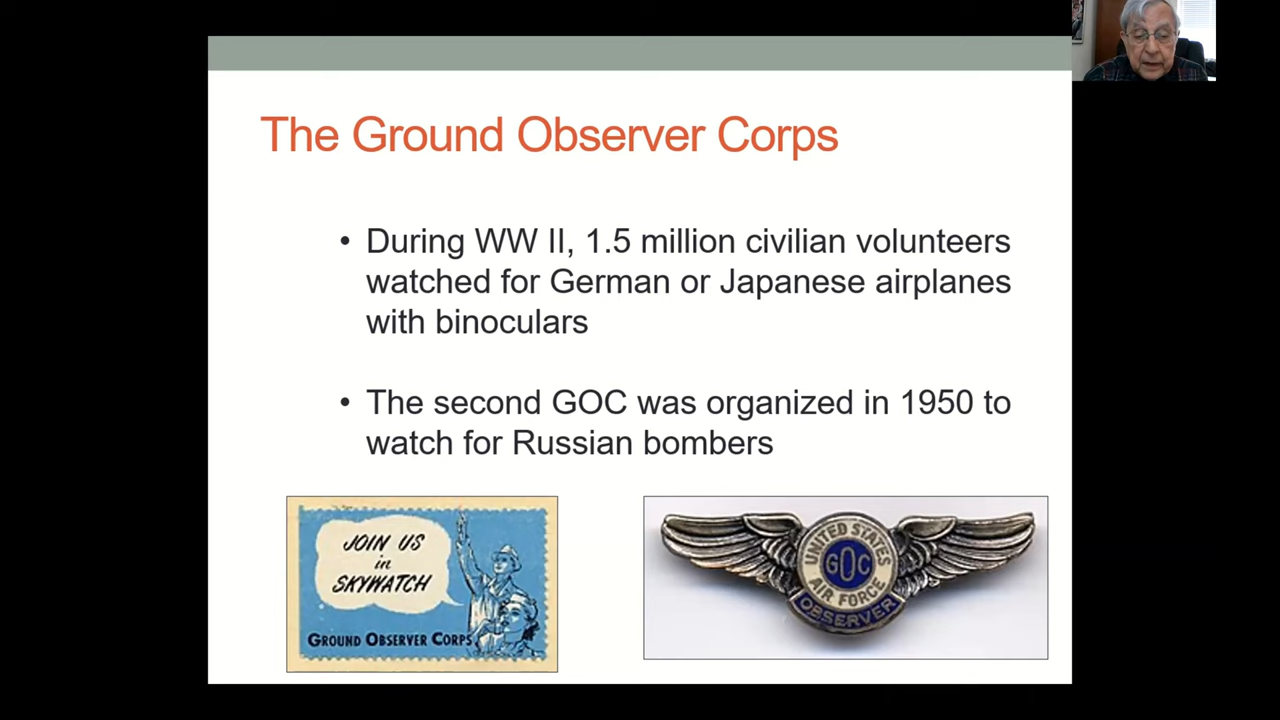 The Ground Observer Corps
• During WW II, 1.5 million civilian volunteers
watched for German or Japanese airplanes
with binoculars
• The second GOC was organized in 1950 to
watch for Russian bombers
JOIN US
in
SKYWATCH
GROUND OBSERVER CORPS
UNITED STATES
GOC
AIR FORCE
OBSERVER